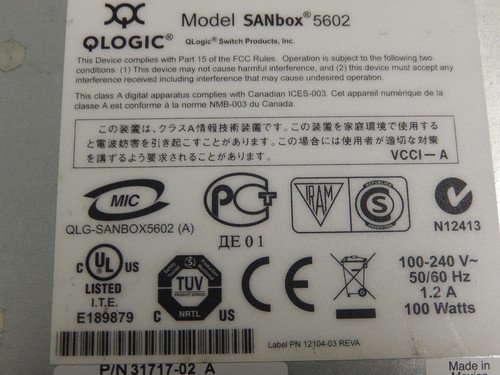 Model SANbox® 5602
QLOGIC®
QLogic® Switch Products, Inc.
This Device complies with Part 15 of the FCC Rules. Operation is subject to the following two
conditions: (1) This device may not cause harmful interference, and (2) this device must accept any
interference received including interference that may cause undesired operation.
This class A digital apparatus complies with Canadian ICES-003. Cet appareil numérique de la
classe A est conforme à la norme NMB-003 du Canada.
この装置は、クラスA情報技術装置です。この装置を家庭環境で使用する
と電波妨害を引き起こすことがあります。この場合には使用者が適切な対策
を講ずるよう要求されることがあります。
VCCI-A
MIC
QLG-SANBOX5602 (A)
PCT
ДE 01
IRAM
REPUBLICA
S
ARGENTINA
N12413
C UL US
LISTED
I.T.E.
E189879
TÜV
PRODUCT SERVICE
NRTL
C US
CE
100-240 V~
50/60 Hz
1.2 A
100 Watts
Label PN 12104-03 REVA
P/N 31717-02 A
Made in